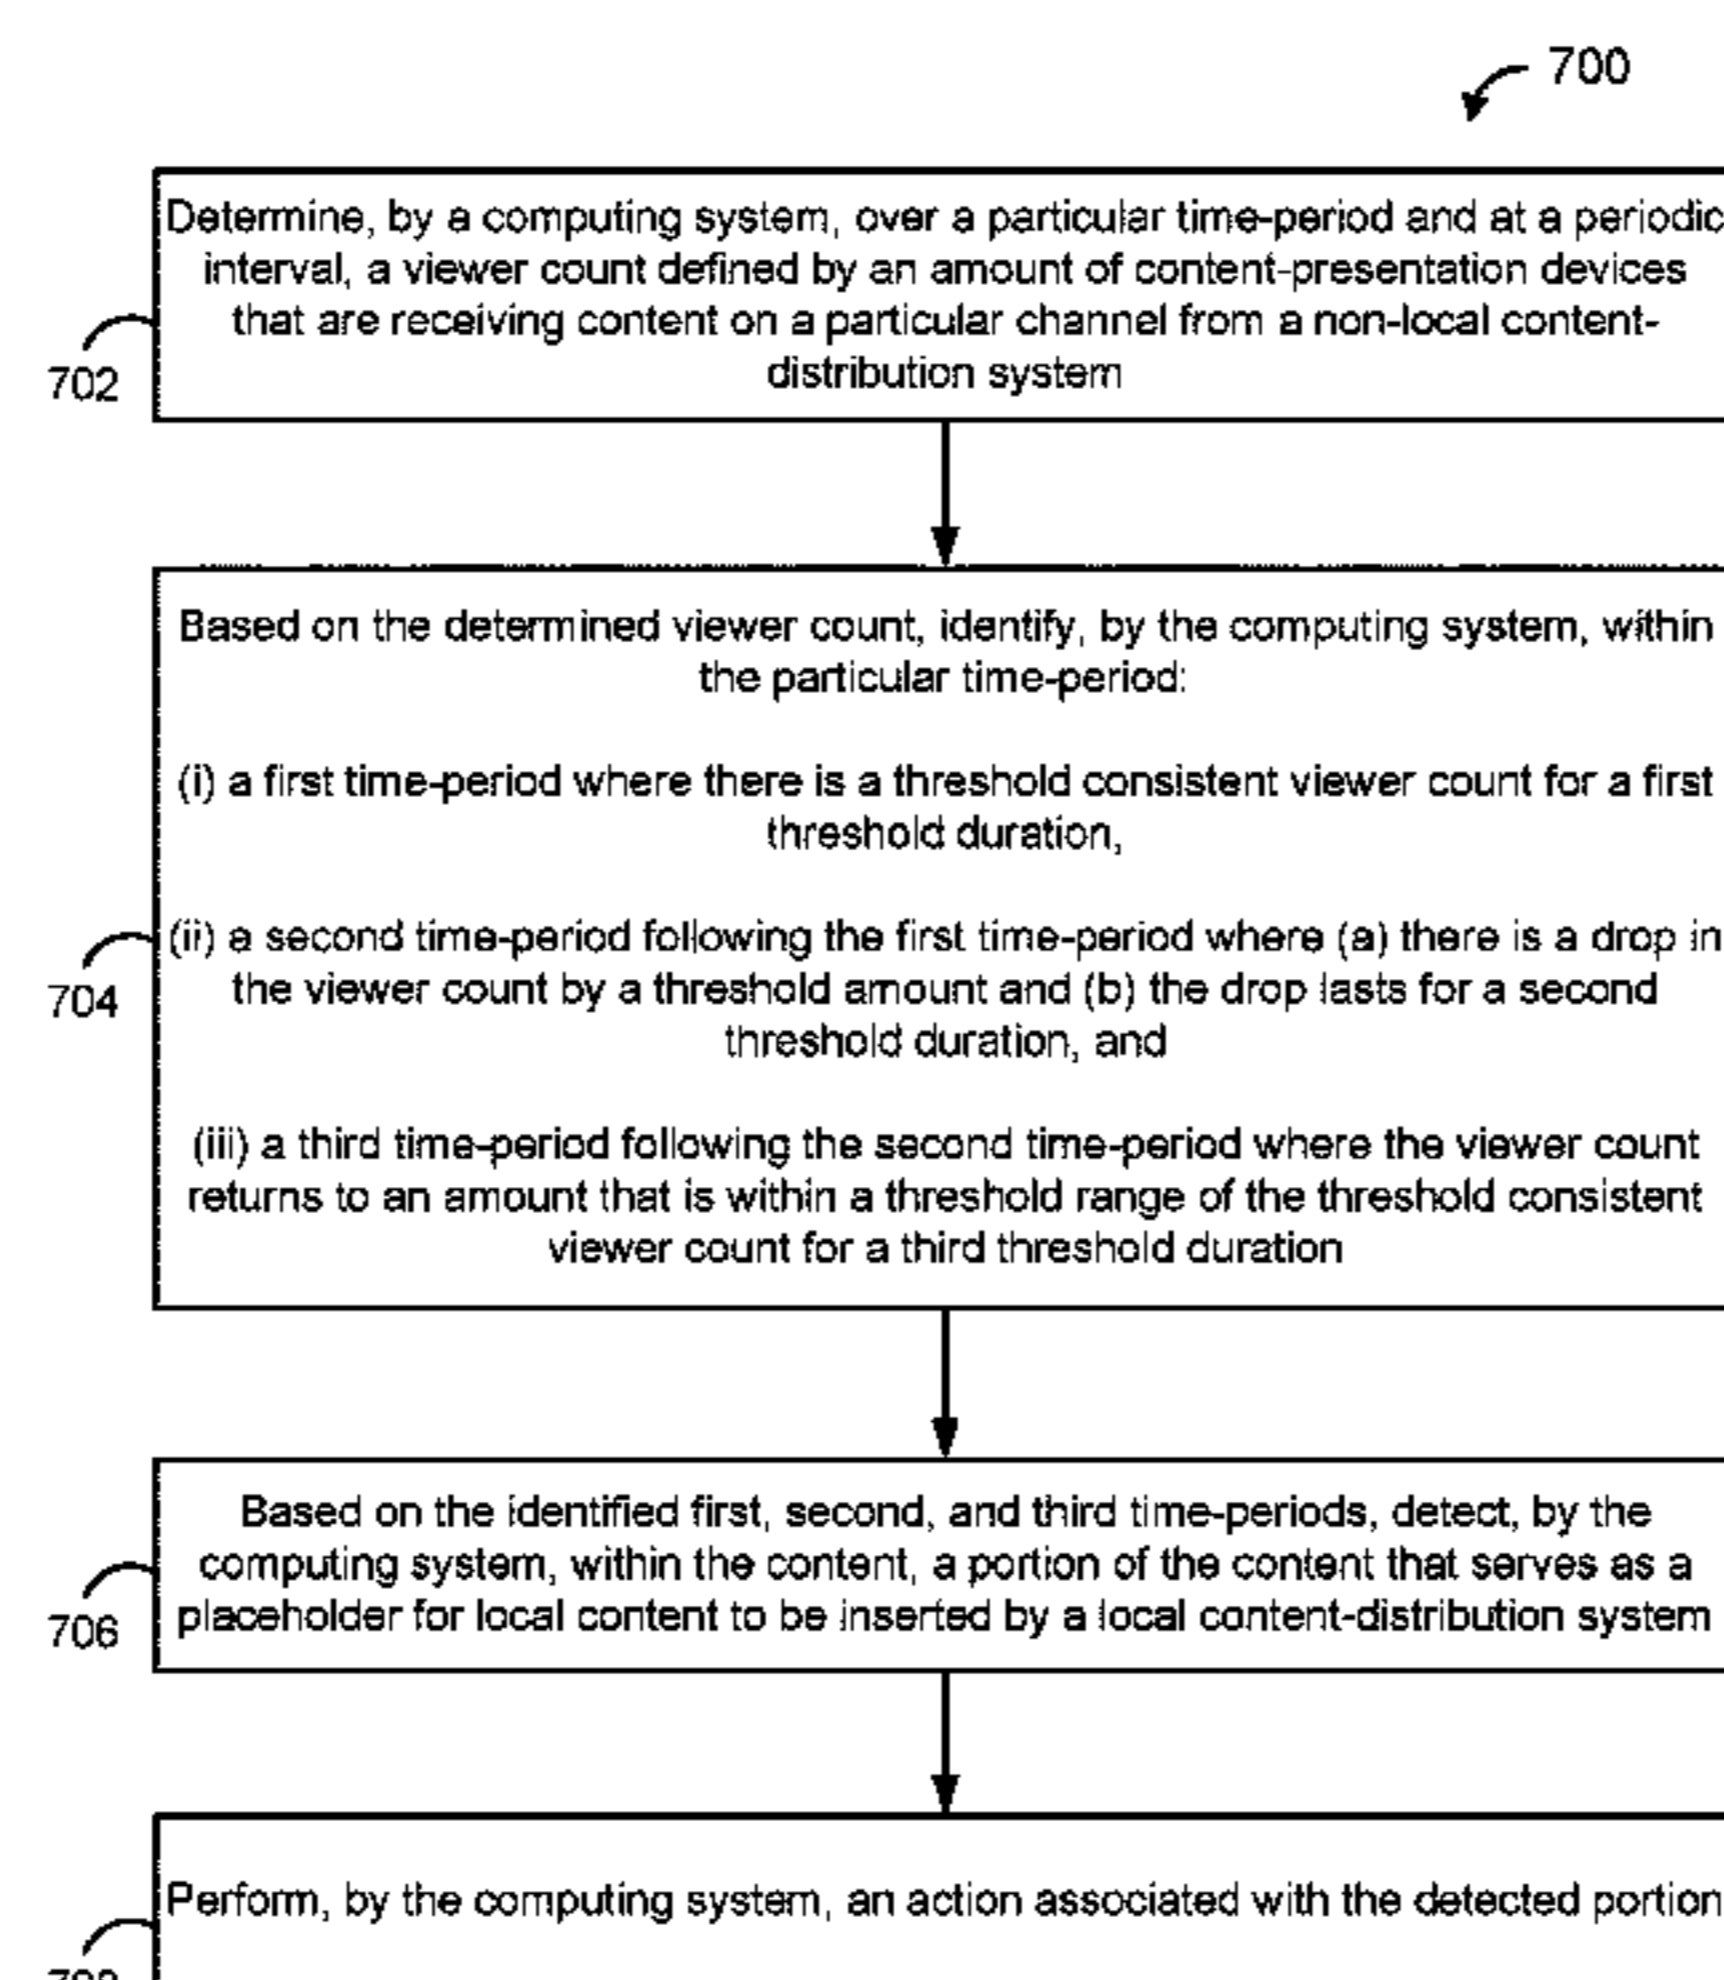 700
Determine, by a computing system, over a particular time-period and at a periodic
interval, a viewer count defined by an amount of content-presentation devices
that are receiving content on a particular channel from a non-local content-
distribution system
702
Based on the determined viewer count, identify, by the computing system, within
the particular time-period:
(i) a first time-period where there is a threshold consistent viewer count for a first
threshold duration,
(ii) a second time-period following the first time-period where (a) there is a drop in
the viewer count by a threshold amount and (b) the drop lasts for a second
threshold duration, and
(iii) a third time-period following the second time-period where the viewer count
returns to an amount that is within a threshold range of the threshold consistent
viewer count for a third threshold duration
704
Based on the identified first, second, and third time-periods, detect, by the
computing system, within the content, a portion of the content that serves as a
placeholder for local content to be inserted by a local content-distribution system
706
Perform, by the computing system, an action associated with the detected portion